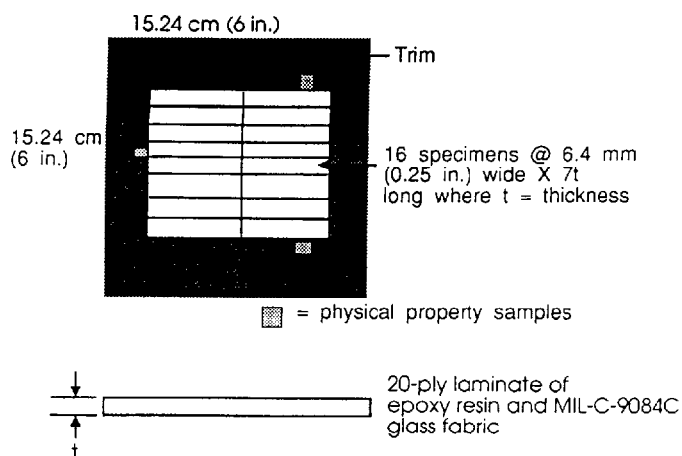 15.24 cm (6 in.)
Trim
15.24 cm
(6 in.)
16 specimens @ 6.4 mm
(0.25 in.) wide X 7t
long where t = thickness
= physical property samples
20-ply laminate of
epoxy resin and MIL-C-9084C
glass fabric
t